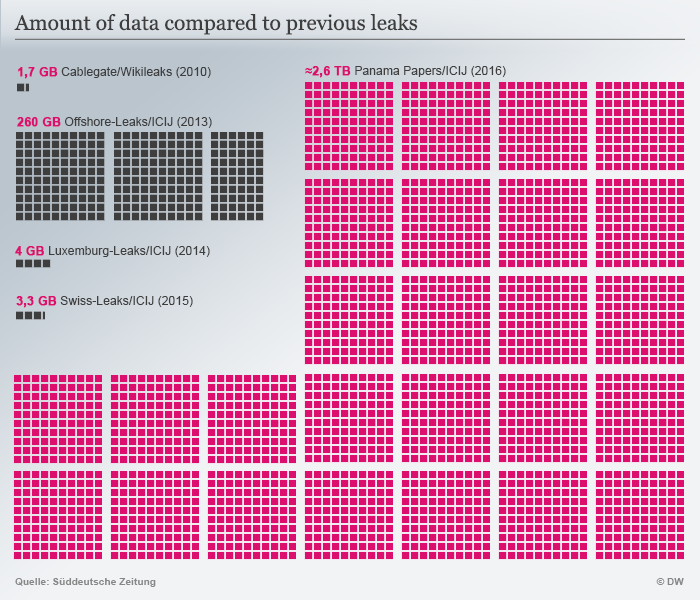 Amount of data compared to previous leaks
1,7 GB Cablegate/Wikileaks (2010)
260 GB Offshore-Leaks/ICIJ (2013)
4 GB Luxemburg-Leaks/ICIJ (2014)
3,3 GB Swiss-Leaks/ICIJ (2015)
≈2,6 TB Panama Papers/ICIJ (2016)
Quelle: Süddeutsche Zeitung
© DW